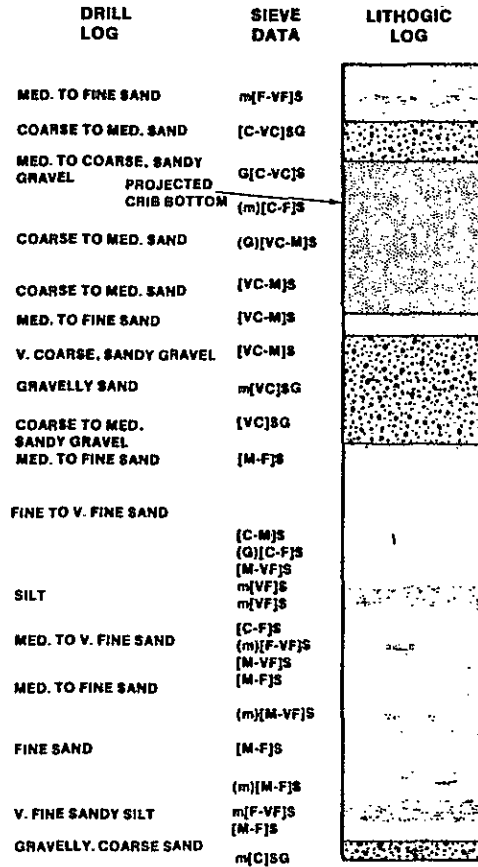 DRILL LOG
SIEVE DATA
LITHOGIC LOG
MED. TO FINE SAND m[F-VF]S
COARSE TO MED. SAND [C-VC]SG
MED. TO COARSE, SANDY
GRAVEL G[C-VC]S
PROJECTED
CRIB BOTTOM (m)[C-F]S
COARSE TO MED. SAND (G)[VC-M]S
COARSE TO MED. SAND [VC-M]S
MED. TO FINE SAND [VC-M]S
V. COARSE, SANDY GRAVEL [VC-M]S
GRAVELLY SAND m[VC]SG
COARSE TO MED. [VC]SG
SANDY GRAVEL
MED. TO FINE SAND [M-F]S
FINE TO V. FINE SAND
[C-M]S
(G)[C-F]S
[M-VF]S
m[VF]S
SILT m[VF]S
[C-F]S
MED. TO V. FINE SAND (m)[F-VF]S
[M-VF]S
MED. TO FINE SAND [M-F]S
(m)[M-VF]S
FINE SAND [M-F]S
(m)[M-F]S
V. FINE SANDY SILT m[F-VF]S
[M-F]S
GRAVELLY. COARSE SAND m[C]SG